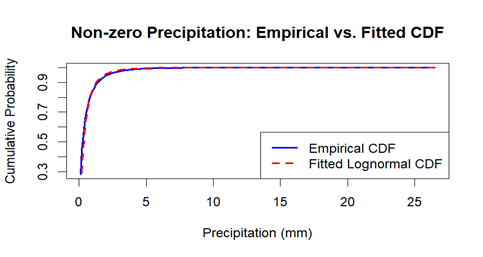 Non-zero Precipitation: Empirical vs. Fitted CDF
Cumulative Probability
0.9
0.7
0.5
0.3
Empirical CDF
Fitted Lognormal CDF
0 5 10 15 20 25
Precipitation (mm)